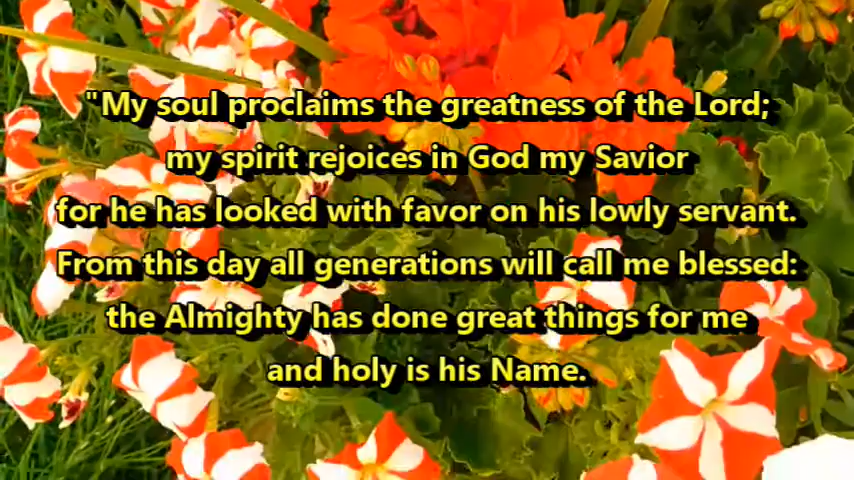 "My soul proclaims the greatness of the Lord;
my spirit rejoices in God my Savior
for he has looked with favor on his lowly servant.
From this day all generations will call me blessed:
the Almighty has done great things for me
and holy is his Name.